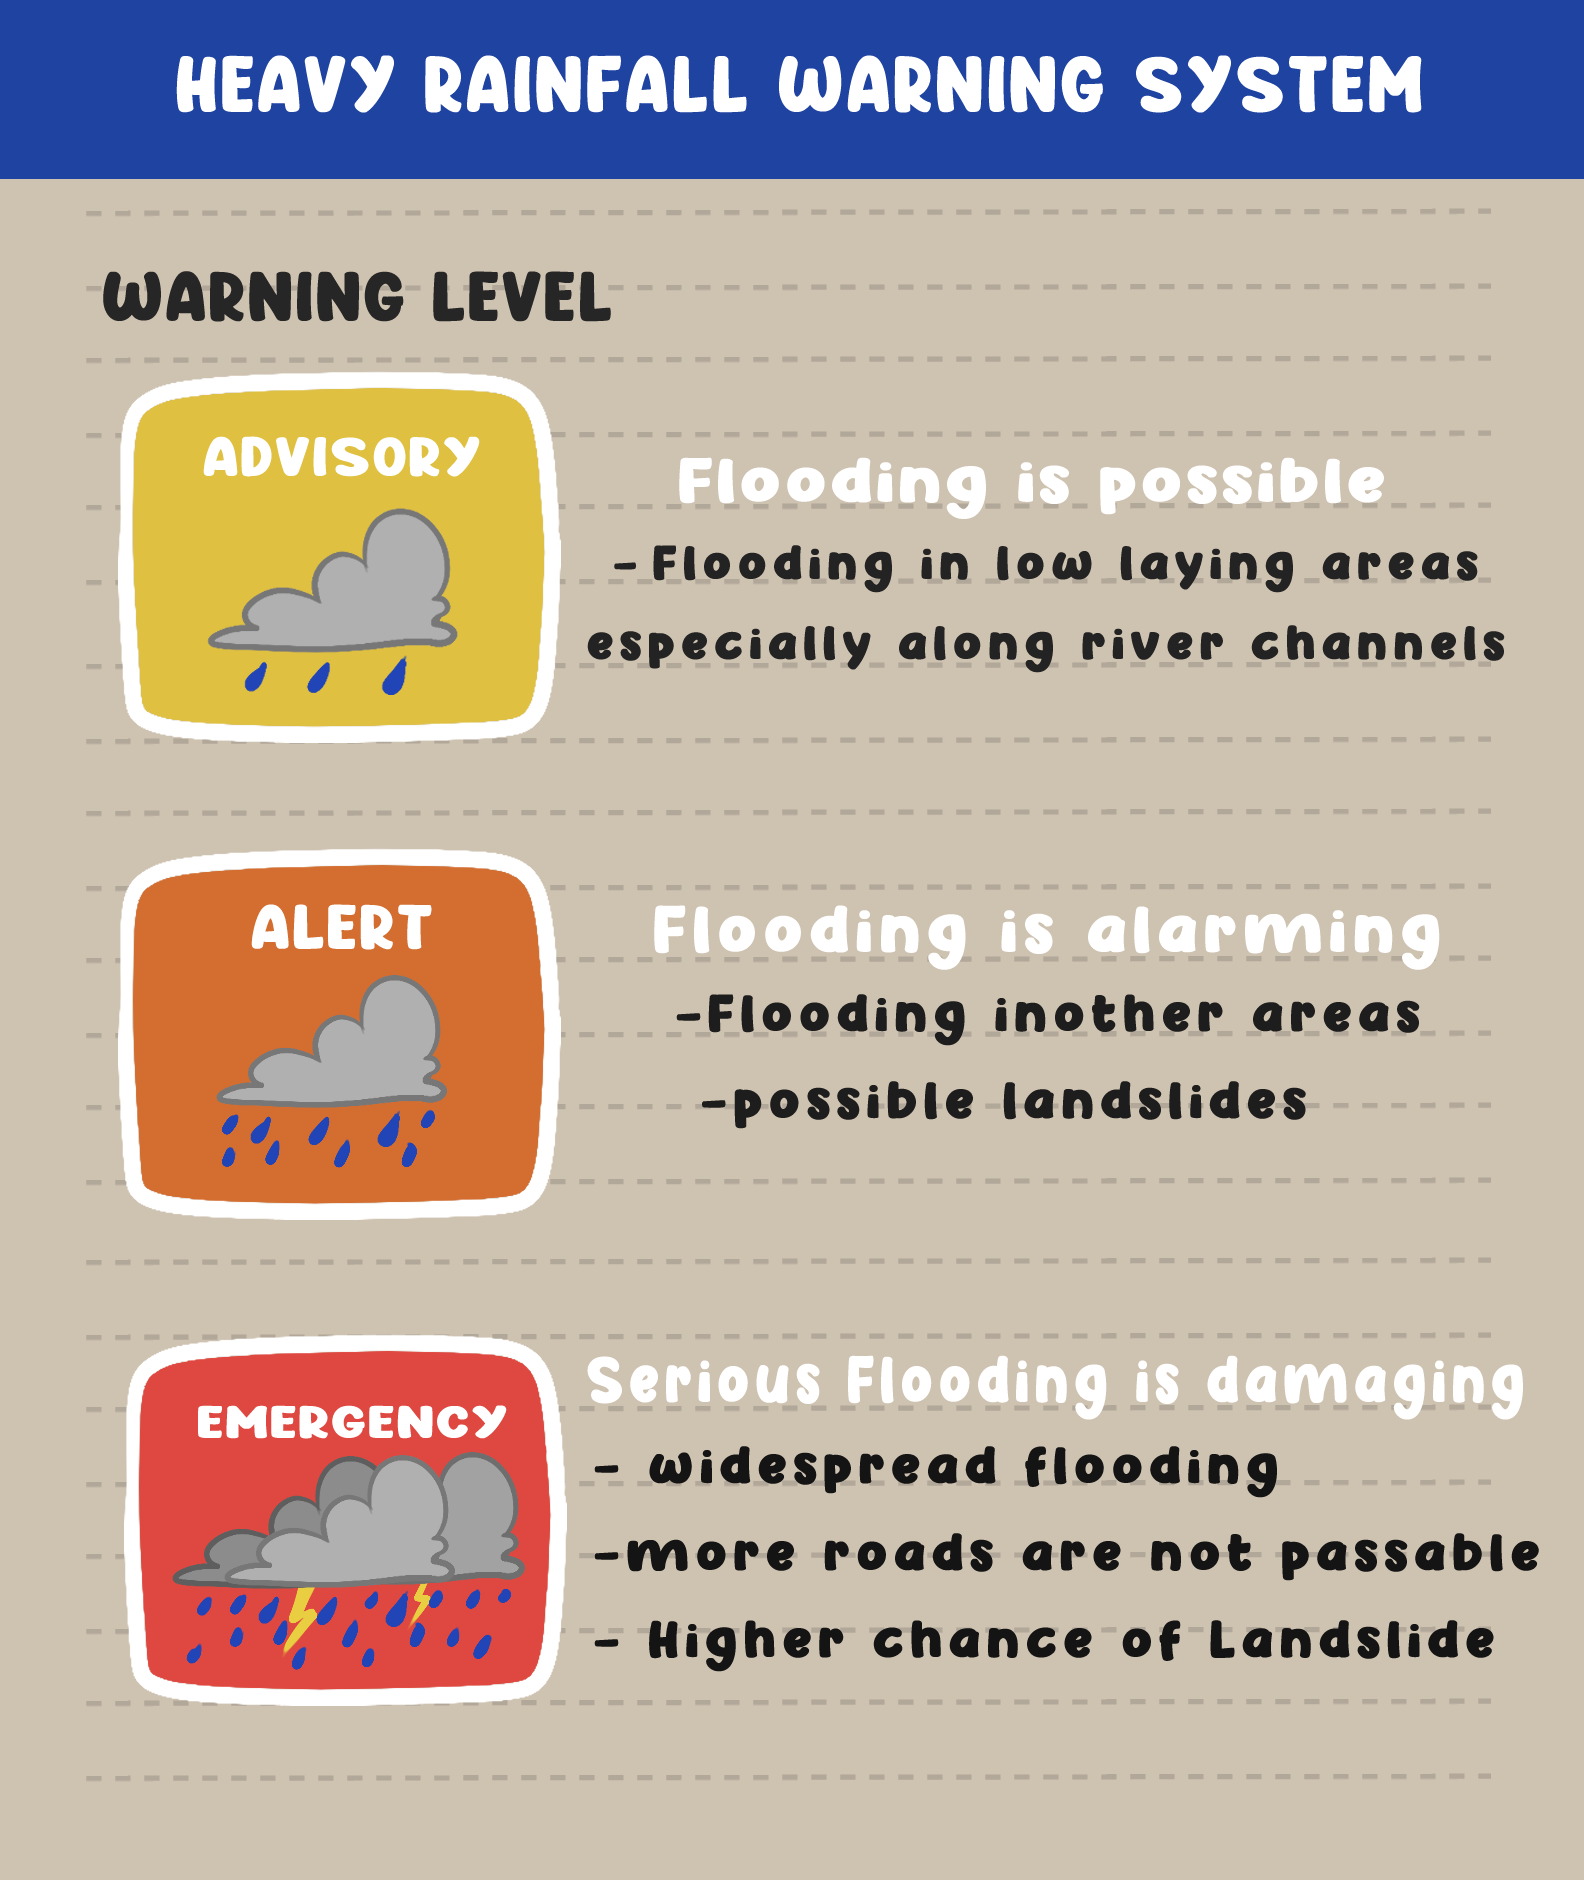 HEAVY RAINFALL WARNING SYSTEM
WARNING LEVEL
ADVISORY
Flooding is possible
- Flooding in low laying areas
especially along river channels
ALERT
Flooding is alarming
-Flooding inother areas
-possible landslides
EMERGENCY
Serious Flooding is damaging
- widespread flooding
-more roads are not passable
- Higher chance of Landslide